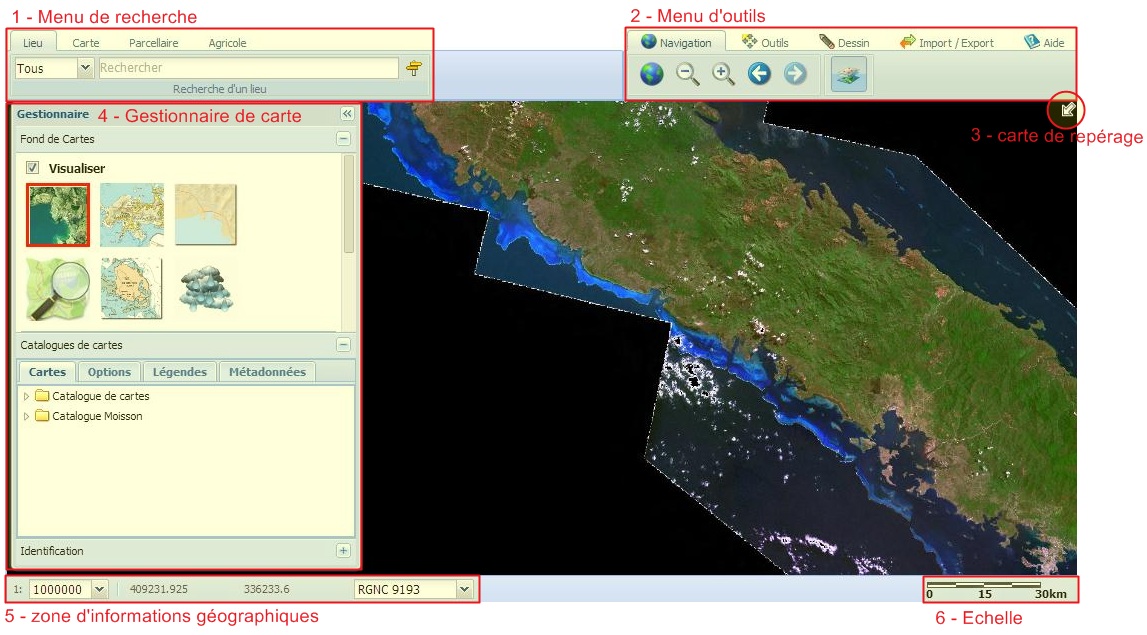 1 - Menu de recherche
2 - Menu d'outils
Lieu Carte Parcellaire Agricole
Navigation Outils Dessin Import / Export Aide
Tous Rechercher
Recherche d'un lieu
Gestionnaire 4 - Gestionnaire de carte
3 - carte de repérage
Fond de Cartes
Visualiser
Catalogues de cartes
Cartes Options Légendes Métadonnées
Catalogue de cartes
Catalogue Moisson
Identification
1: 1000000 409231.925 336233.6 RGNC 9193
0 15 30km
5 - zone d'informations géographiques
6 - Echelle